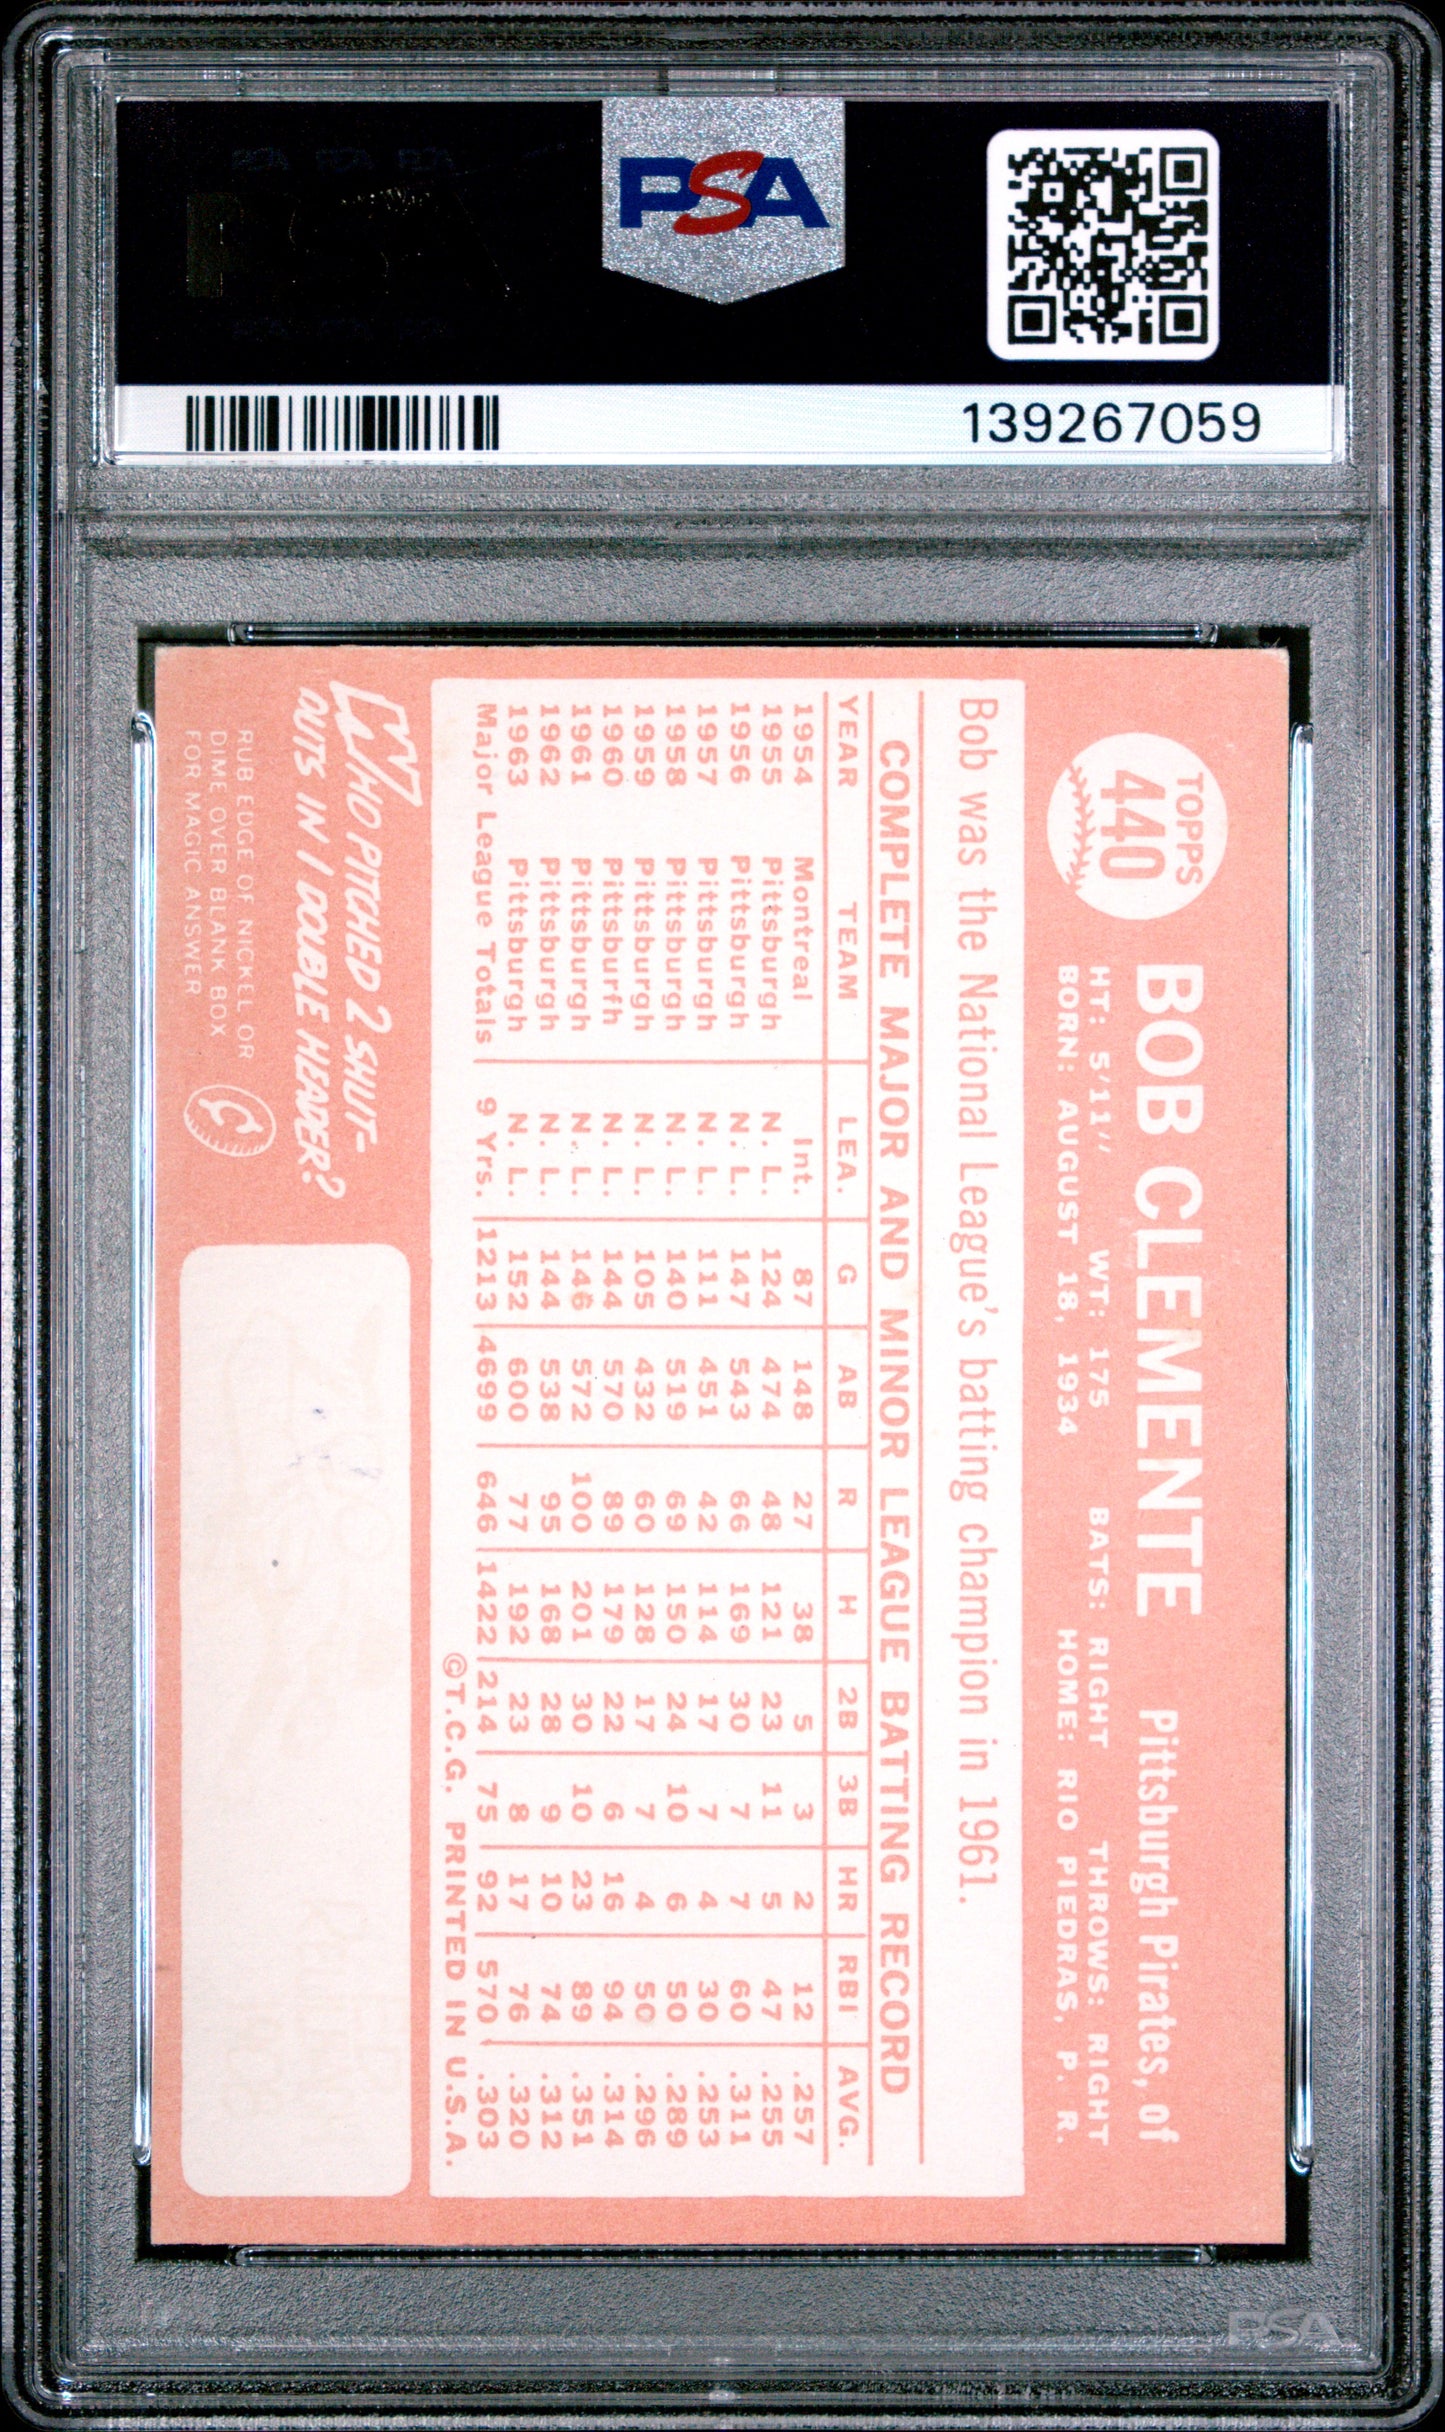 PSA
139267059
TOPPS
440
BOB CLEMENTE Pittsburgh Pirates, of
HT: 5'11" WT: 175 BATS: RIGHT THROWS: RIGHT
BORN: AUGUST 18, 1934 HOME: RIO PIEDRAS, P. R.
Bob was the National League's batting champion in 1961.
COMPLETE MAJOR AND MINOR LEAGUE BATTING RECORD
YEAR TEAM LEA. G AB R H 2B 3B HR RBI AVG.
1954 Montreal Int. 87 148 27 38 5 3 2 12 .257
1955 Pittsburgh N. L. 124 474 48 121 23 11 5 47 .255
1956 Pittsburgh N. L. 147 543 66 169 30 7 7 60 .311
1957 Pittsburgh N. L. 111 451 42 114 17 7 4 30 .253
1958 Pittsburgh N. L. 140 519 69 150 24 10 6 50 .289
1959 Pittsburgh N. L. 105 432 60 128 17 7 4 50 .296
1960 Pittsburfh N. L. 144 570 89 179 22 6 16 94 .314
1961 Pittsburgh N. L. 146 572 100 201 30 10 23 89 .351
1962 Pittsburgh N. L. 144 538 95 168 28 9 10 74 .312
1963 Pittsburgh N. L. 152 600 77 192 23 8 17 76 .320
Major League Totals 9 Yrs. 1213 4699 646 1422 214 75 92 570 .303
©T.C.G. PRINTED IN U.S.A.
WHO PITCHED 2 SHUT-
OUTS IN 1 DOUBLE HEADER?
RUB EDGE OF NICKEL OR
DIME OVER BLANK BOX
FOR MAGIC ANSWER
PSA